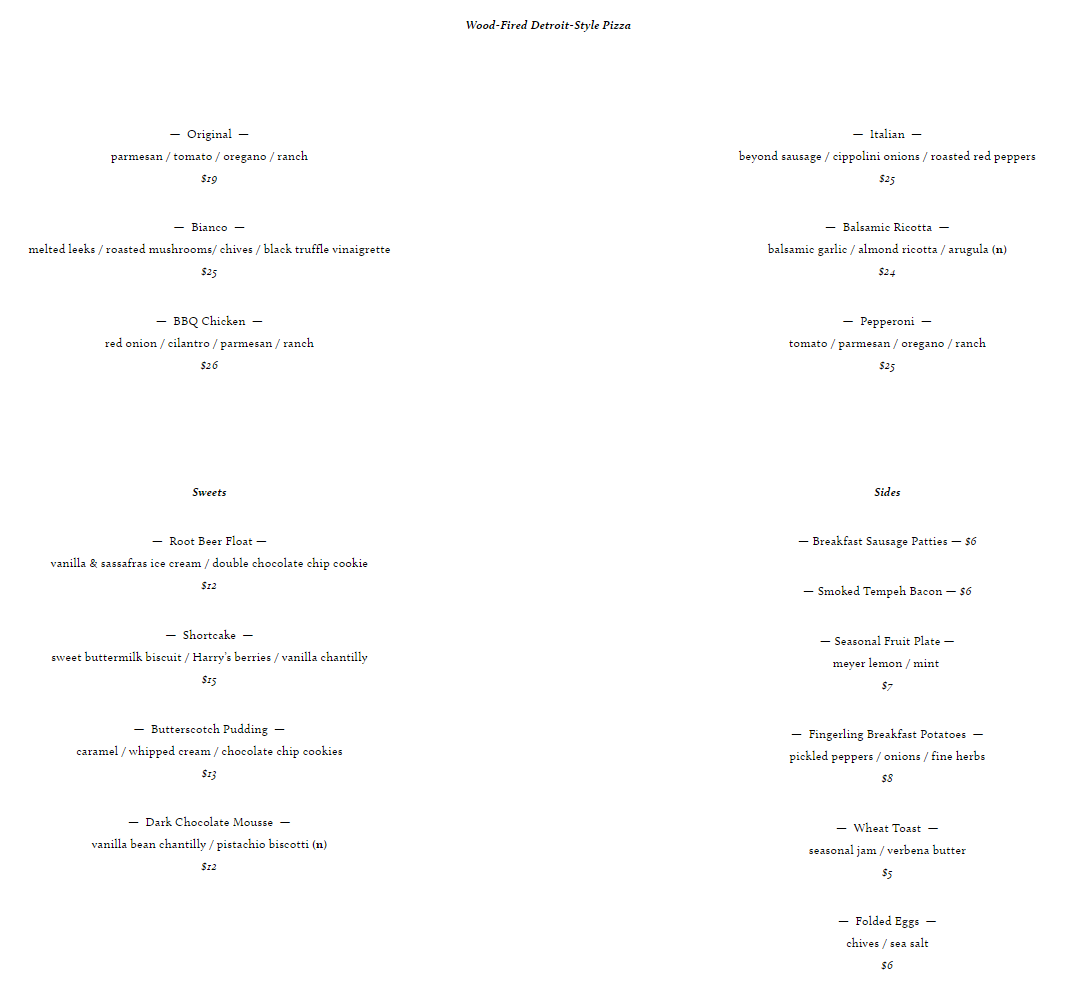 Wood-Fired Detroit-Style Pizza
— Original —
parmesan / tomato / oregano / ranch
$19
— Bianco —
melted leeks / roasted mushrooms/ chives / black truffle vinaigrette
$25
— BBQ Chicken —
red onion / cilantro / parmesan / ranch
$26
— Italian —
beyond sausage / cippolini onions / roasted red peppers
$25
— Balsamic Ricotta —
balsamic garlic / almond ricotta / arugula (n)
$24
— Pepperoni —
tomato / parmesan / oregano / ranch
$25
Sweets
— Root Beer Float —
vanilla & sassafras ice cream / double chocolate chip cookie
$12
— Shortcake —
sweet buttermilk biscuit / Harry's berries / vanilla chantilly
$15
— Butterscotch Pudding —
caramel / whipped cream / chocolate chip cookies
$13
— Dark Chocolate Mousse —
vanilla bean chantilly / pistachio biscotti (n)
$12
Sides
— Breakfast Sausage Patties — $6
— Smoked Tempeh Bacon — $6
— Seasonal Fruit Plate —
meyer lemon / mint
$7
— Fingerling Breakfast Potatoes —
pickled peppers / onions / fine herbs
$8
— Wheat Toast —
seasonal jam / verbena butter
$5
— Folded Eggs —
chives / sea salt
$6